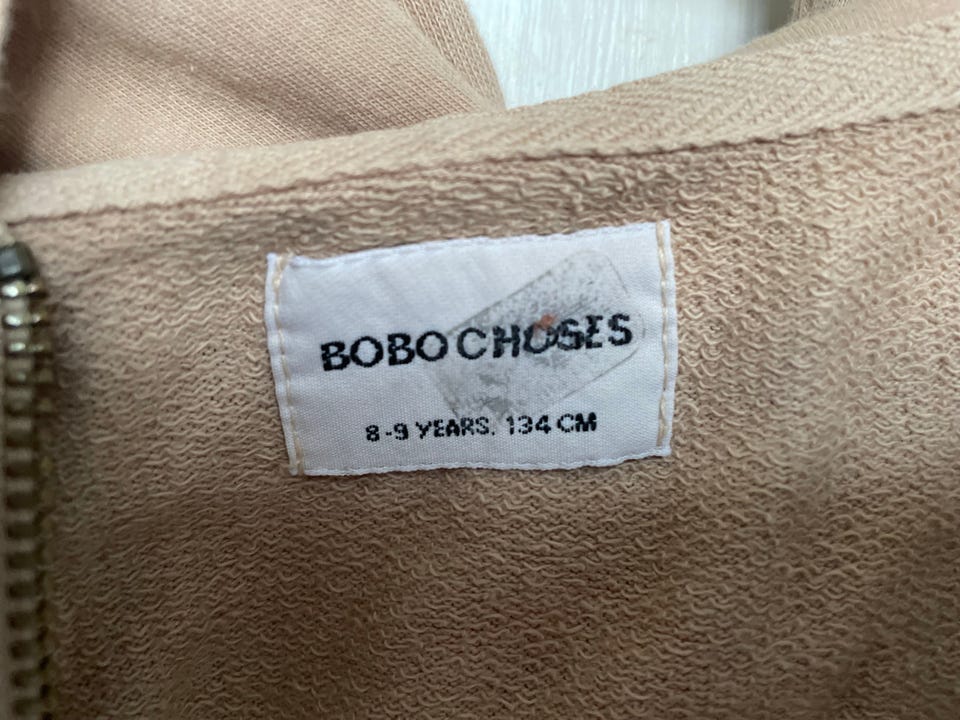 BOBO CHOSES
8-9 YEARS. 134 CM